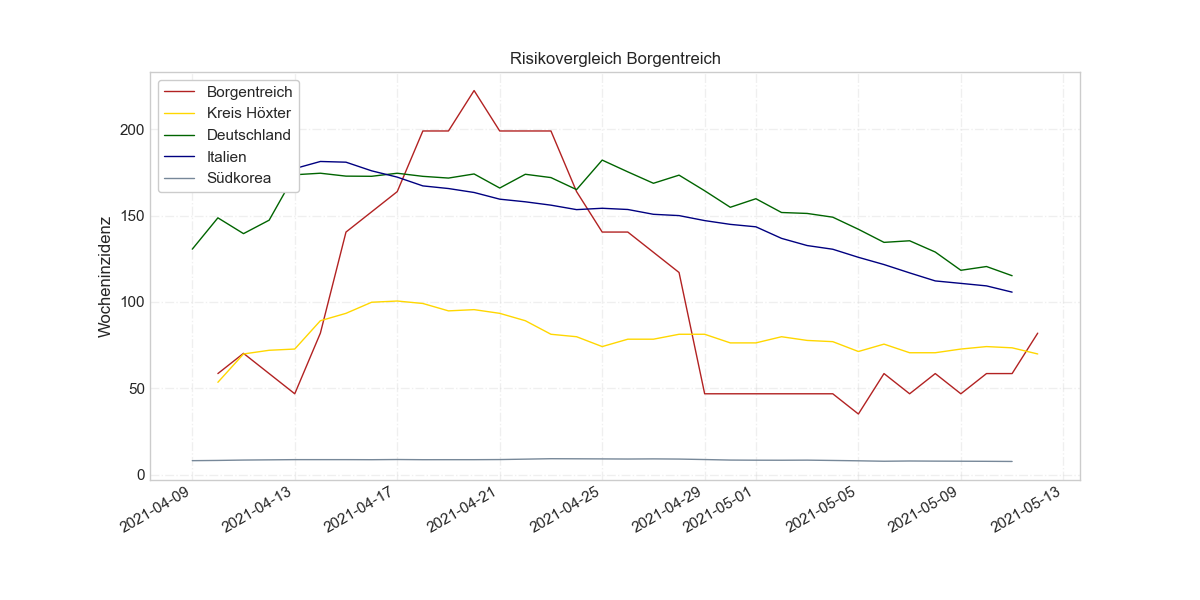 Risikovergleich Borgentreich
Borgentreich
Kreis Höxter
Deutschland
Italien
Südkorea
Wocheninzidenz
200
150
100
50
0
2021-04-09
2021-04-13
2021-04-17
2021-04-21
2021-04-25
2021-04-29
2021-05-01
2021-05-05
2021-05-09
2021-05-13